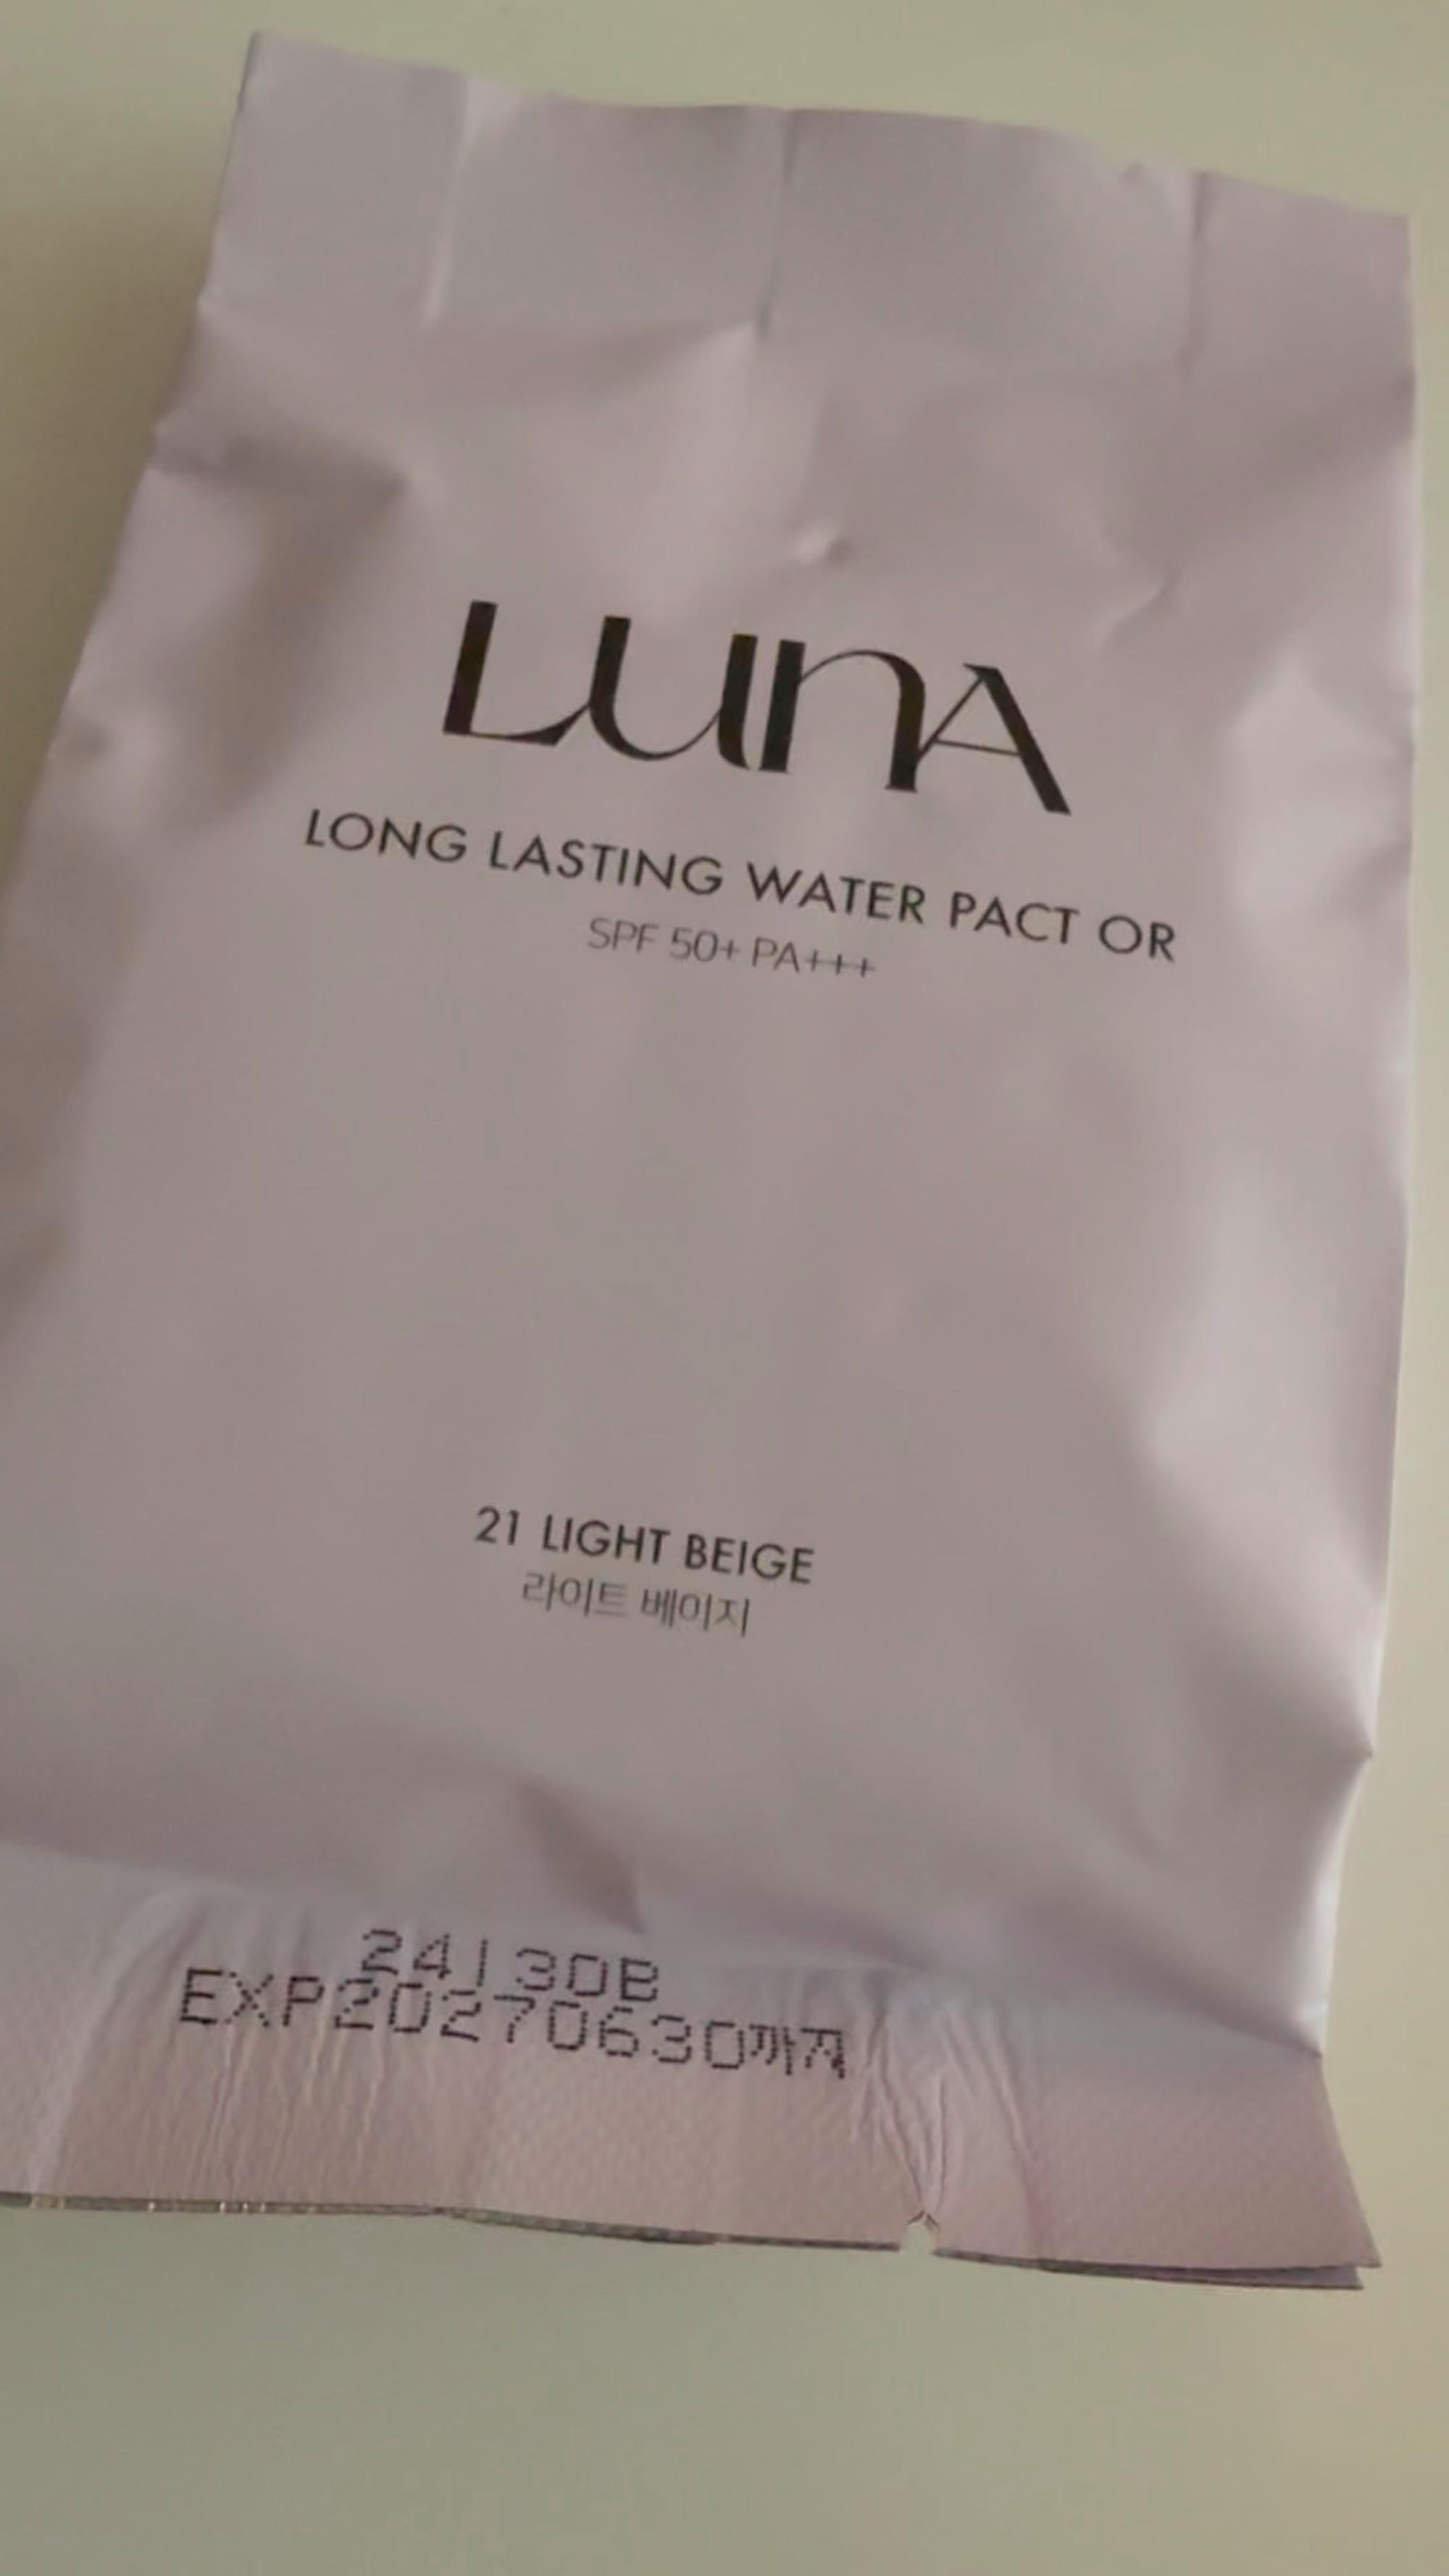 LUNA
LONG LASTING WATER PACT OR
SPF 50+ PA+++
21 LIGHT BEIGE
라이트 베이지
24J30B
EXP20270630까지